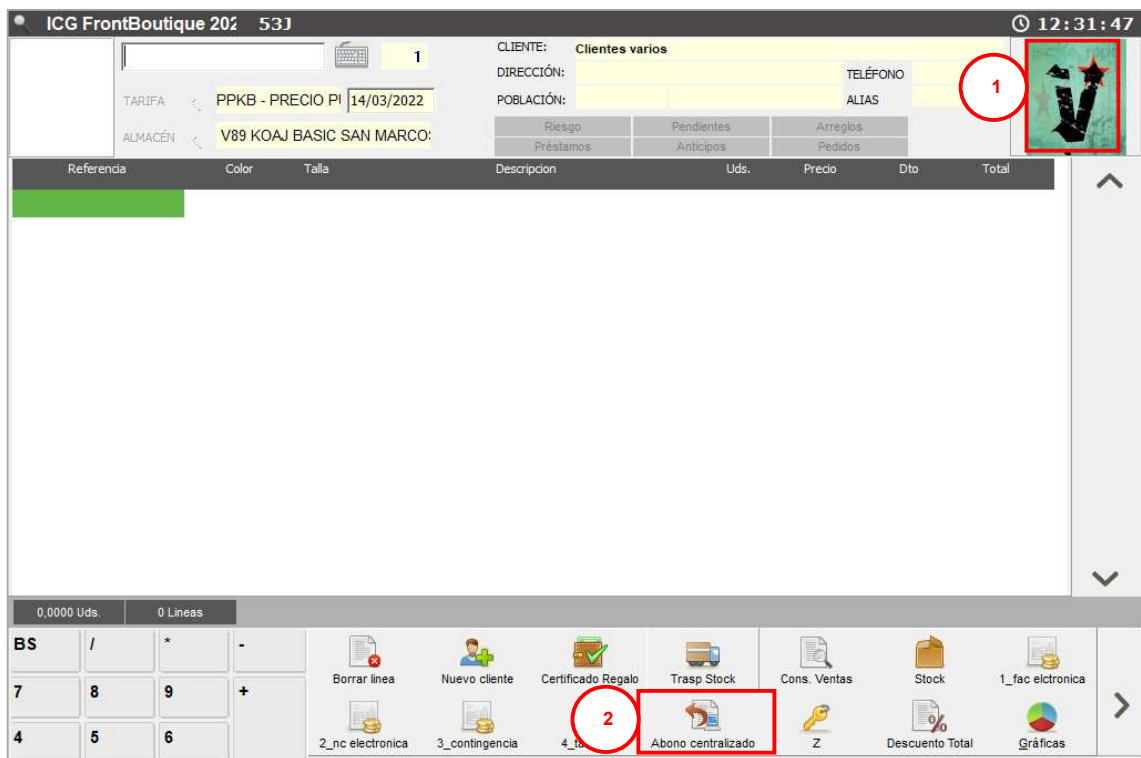 ICG FrontBoutique 202 53J 12:31:47
1
CLIENTE: Clientes varios
DIRECCIÓN: TELÉFONO
1
TARIFA PPKB - PRECIO P 14/03/2022 POBLACIÓN: ALIAS
ALMACÉN V89 KOAJ BASIC SAN MARCOS
Riesgo Pendientes Arreglos
Préstamos Anticipos Pedidos
Referencia Color Talla Descripcion Uds. Precio Dto Total
0,0000 Uds. 0 Lineas
BS / * -
Borrar linea Nuevo cliente Certificado Regalo Trasp Stock Cons. Ventas Stock 1_fac elctronica
7 8 9 +
2
4 5 6
2_nc electronica 3_contingencia Abono centralizado Z Descuento Total Gráficas